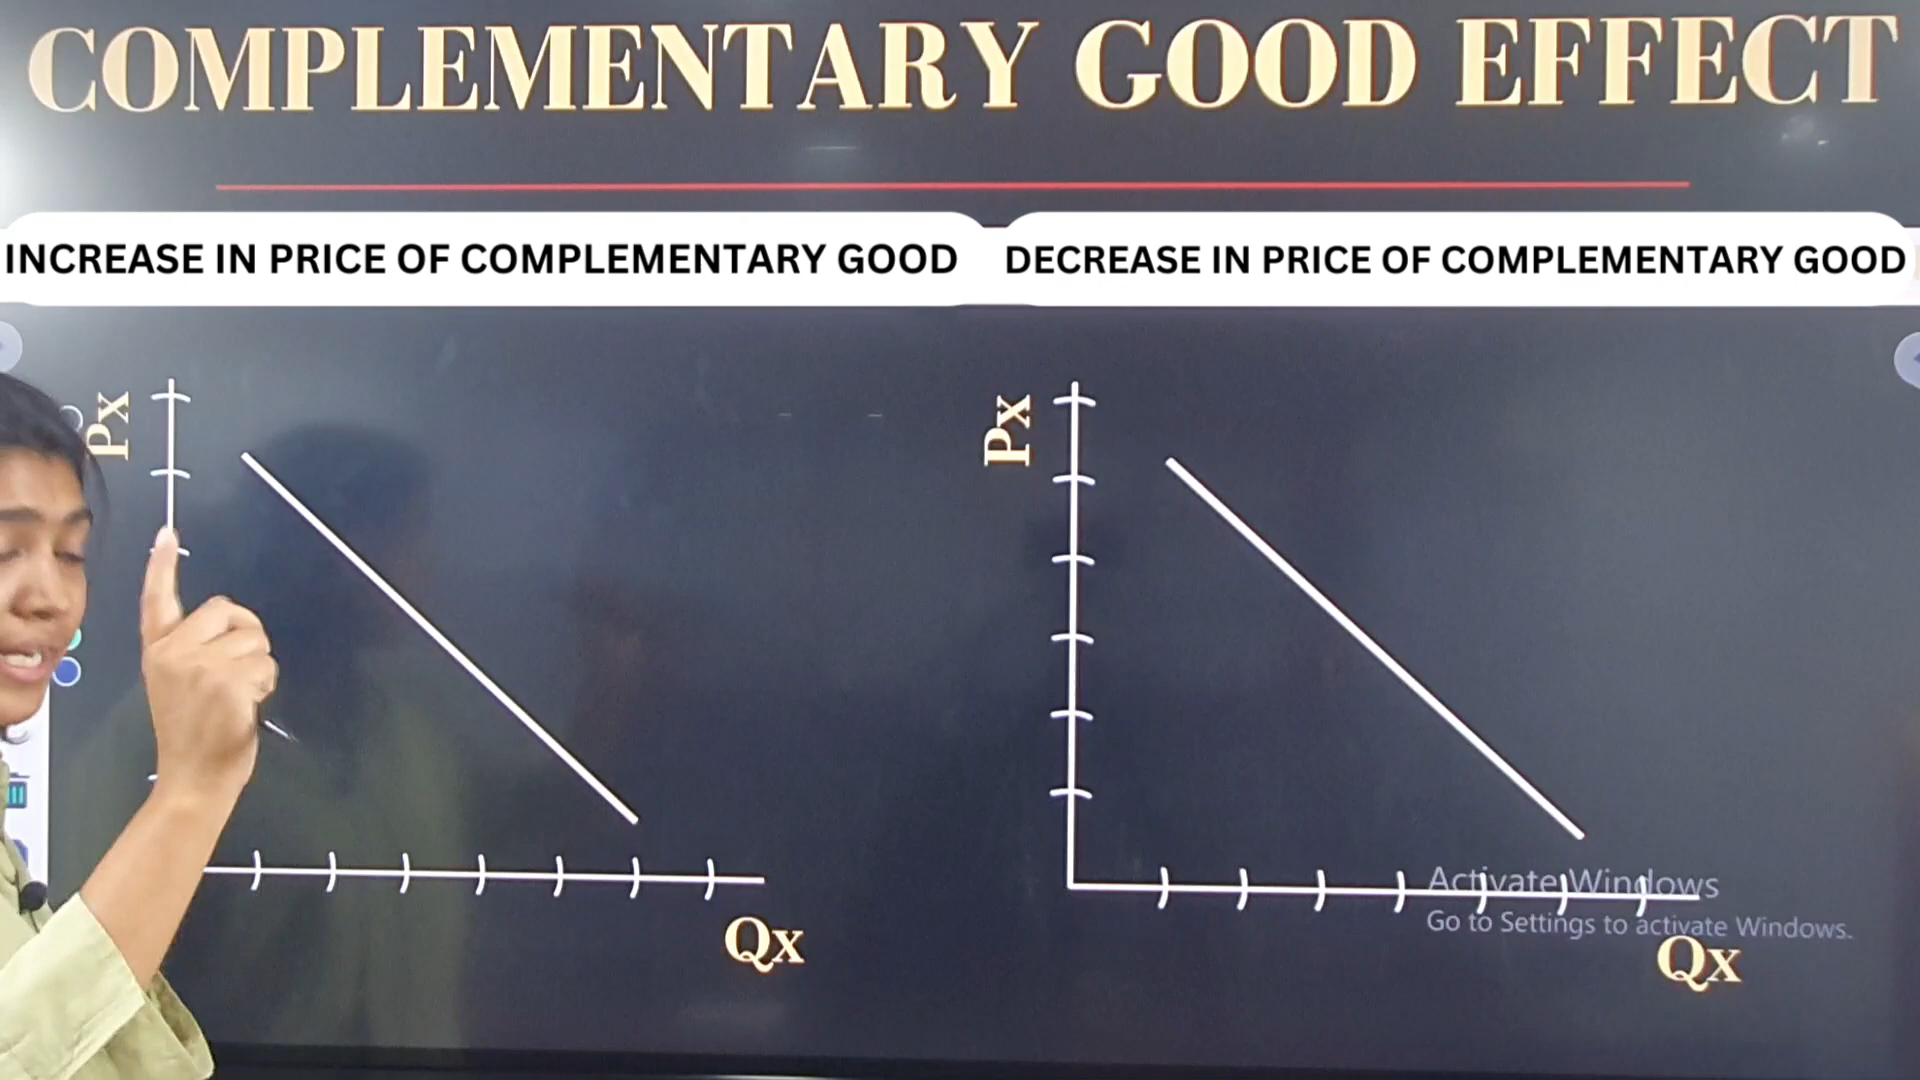 COMPLEMENTARY GOOD EFFECT
INCREASE IN PRICE OF COMPLEMENTARY GOOD
DECREASE IN PRICE OF COMPLEMENTARY GOOD
Px
Qx
Px
Activate Windows
Go to Settings to activate Windows.
Qx